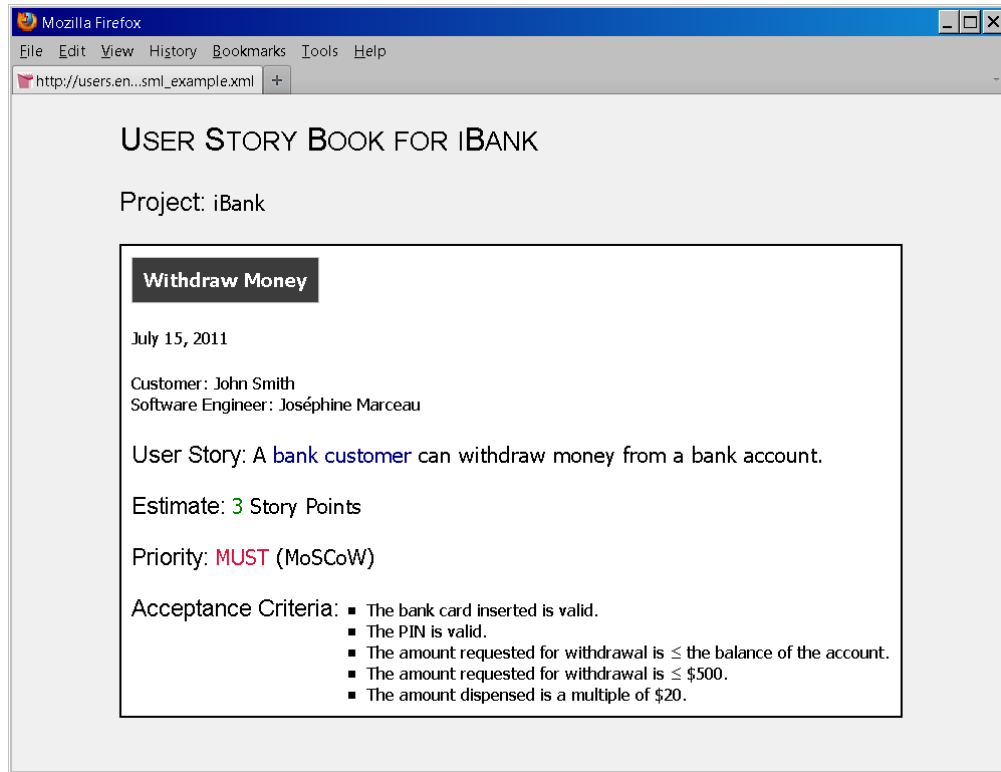 Mozilla Firefox
File Edit View History Bookmarks Tools Help
http://users.en...sml_example.xml +
USER STORY BOOK FOR IBANK
Project: iBank
Withdraw Money
July 15, 2011
Customer: John Smith
Software Engineer: Joséphine Marceau
User Story: A bank customer can withdraw money from a bank account.
Estimate: 3 Story Points
Priority: MUST (MoSCoW)
Acceptance Criteria: ▪ The bank card inserted is valid.
▪ The PIN is valid.
▪ The amount requested for withdrawal is ≤ the balance of the account.
▪ The amount requested for withdrawal is ≤ $500.
▪ The amount dispensed is a multiple of $20.